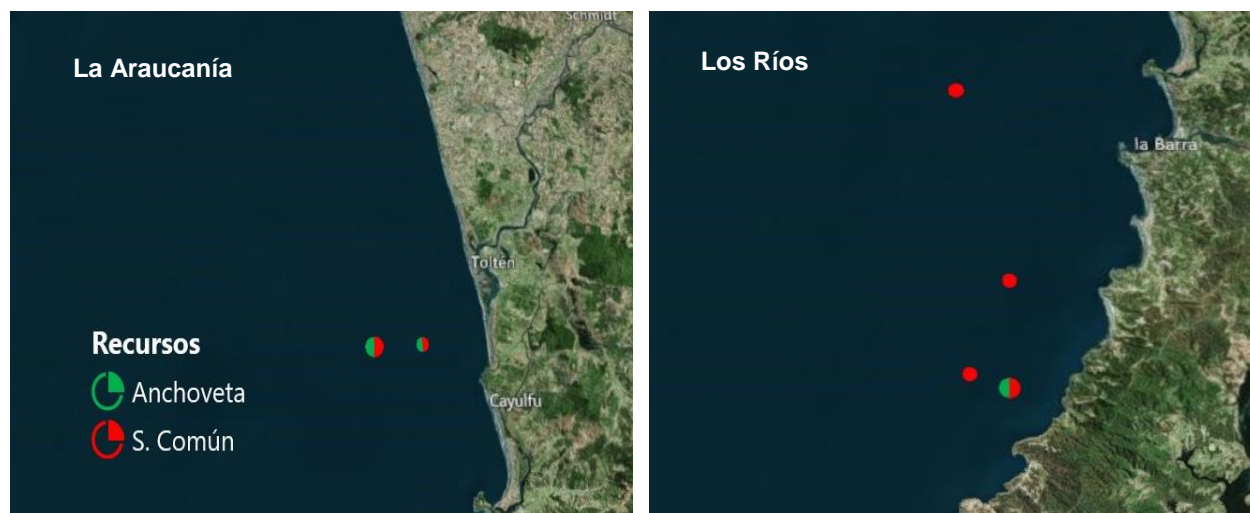 Schmidt
La Araucanía
Toltén
Recursos
Anchoveta
S. Común
Cayulfu
Los Ríos
la Barra